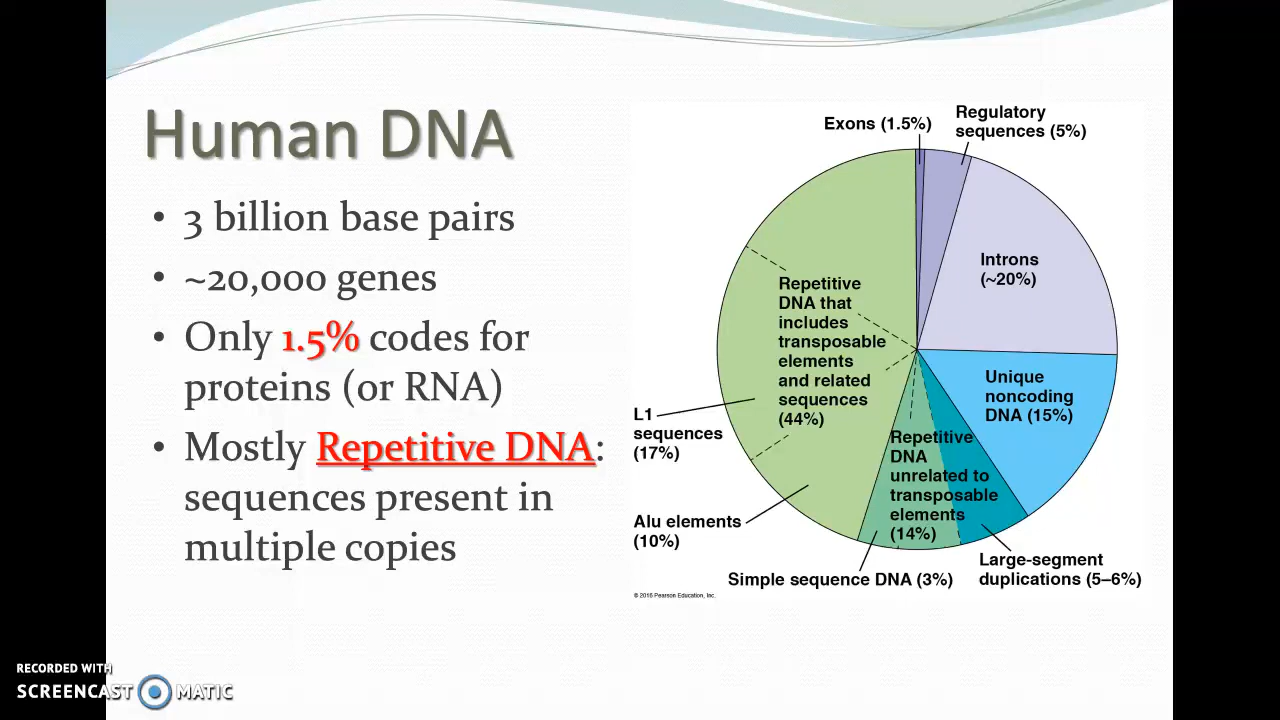 Human DNA
• 3 billion base pairs
• ~20,000 genes
• Only 1.5% codes for
proteins (or RNA)
• Mostly Repetitive DNA:
sequences present in
multiple copies
Exons (1.5%)
Regulatory
sequences (5%)
Introns
(~20%)
Unique
noncoding
DNA (15%)
Repetitive
DNA that
includes
transposable
elements
and related
sequences
(44%)
L1
sequences
(17%)
Repetitive
DNA
unrelated to
transposable
elements
(14%)
Alu elements
(10%)
Simple sequence DNA (3%)
Large-segment
duplications (5–6%)
© 2016 Pearson Education, Inc.
RECORDED WITH
SCREENCAST MATIC